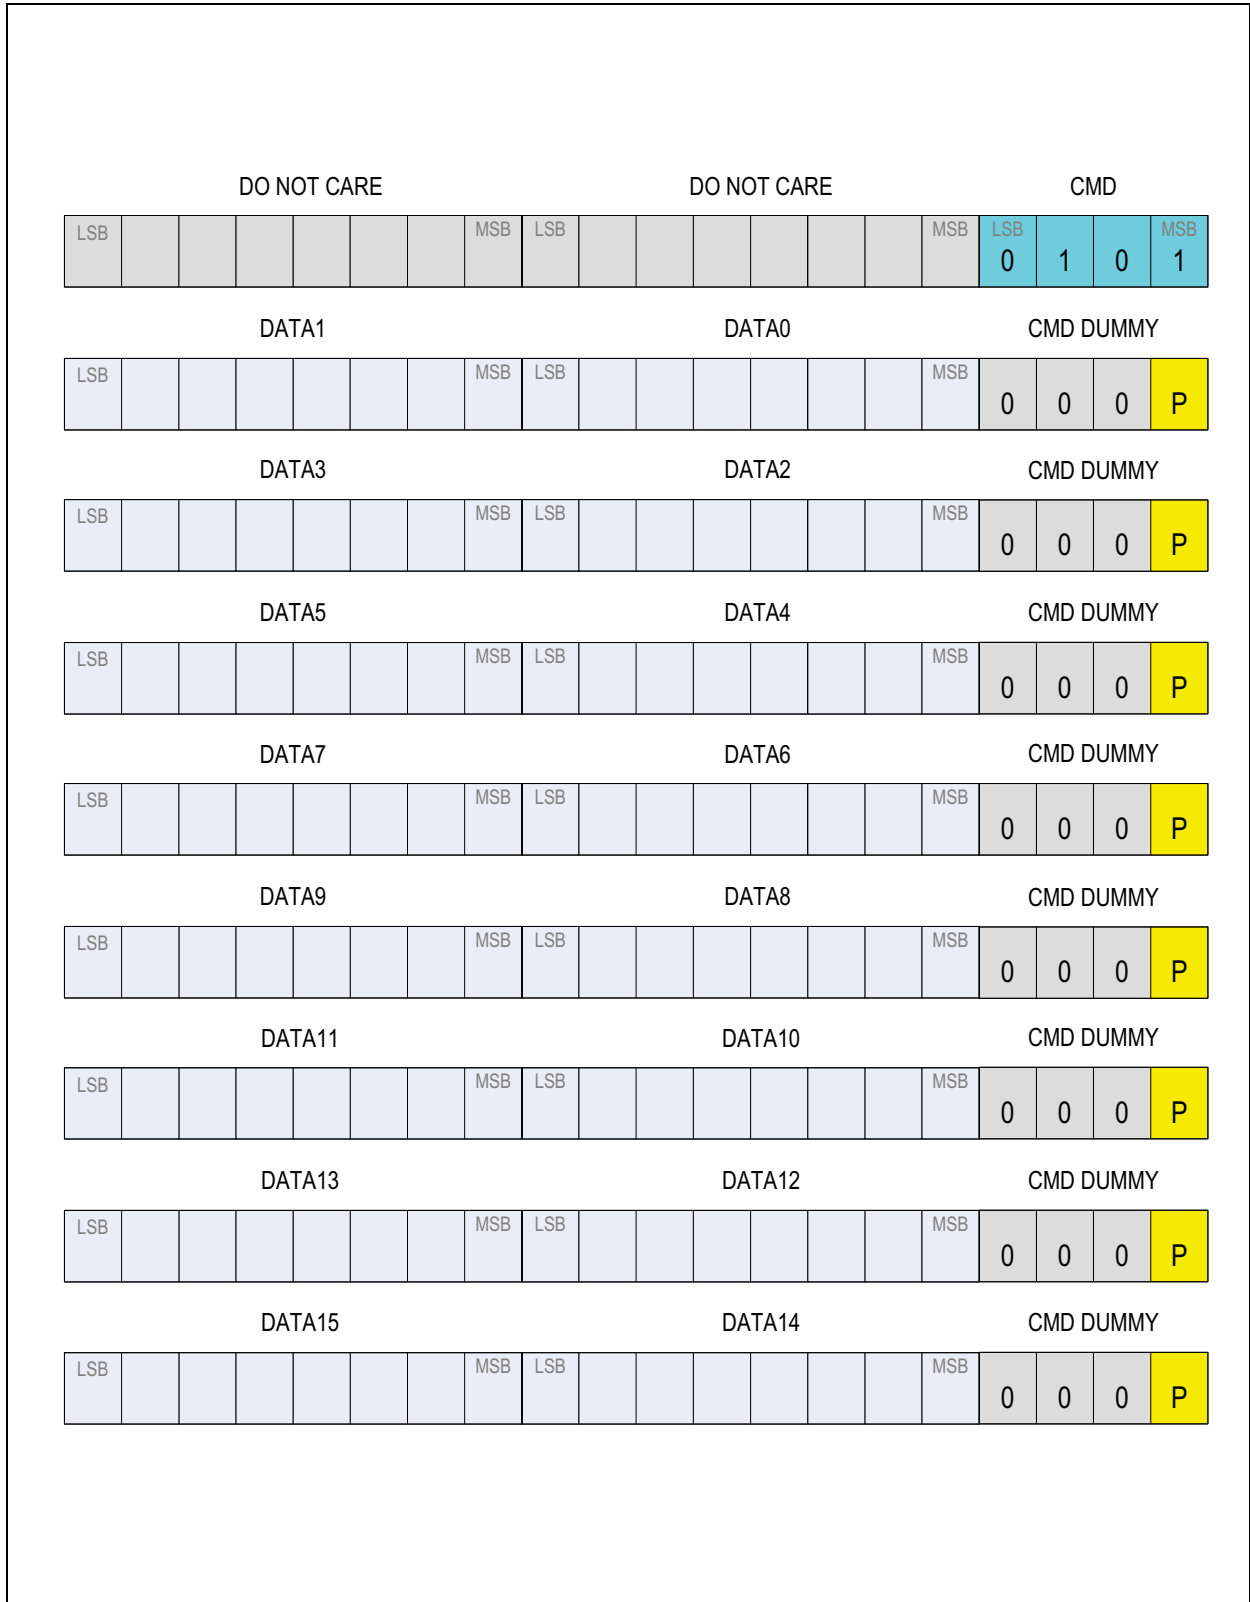 DO NOT CARE DO NOT CARE CMD
LSB MSB LSB MSB LSB MSB
0 1 0 1
DATA1 DATA0 CMD DUMMY
LSB MSB LSB MSB
0 0 0 P
DATA3 DATA2 CMD DUMMY
LSB MSB LSB MSB
0 0 0 P
DATA5 DATA4 CMD DUMMY
LSB MSB LSB MSB
0 0 0 P
DATA7 DATA6 CMD DUMMY
LSB MSB LSB MSB
0 0 0 P
DATA9 DATA8 CMD DUMMY
LSB MSB LSB MSB
0 0 0 P
DATA11 DATA10 CMD DUMMY
LSB MSB LSB MSB
0 0 0 P
DATA13 DATA12 CMD DUMMY
LSB MSB LSB MSB
0 0 0 P
DATA15 DATA14 CMD DUMMY
LSB MSB LSB MSB
0 0 0 P